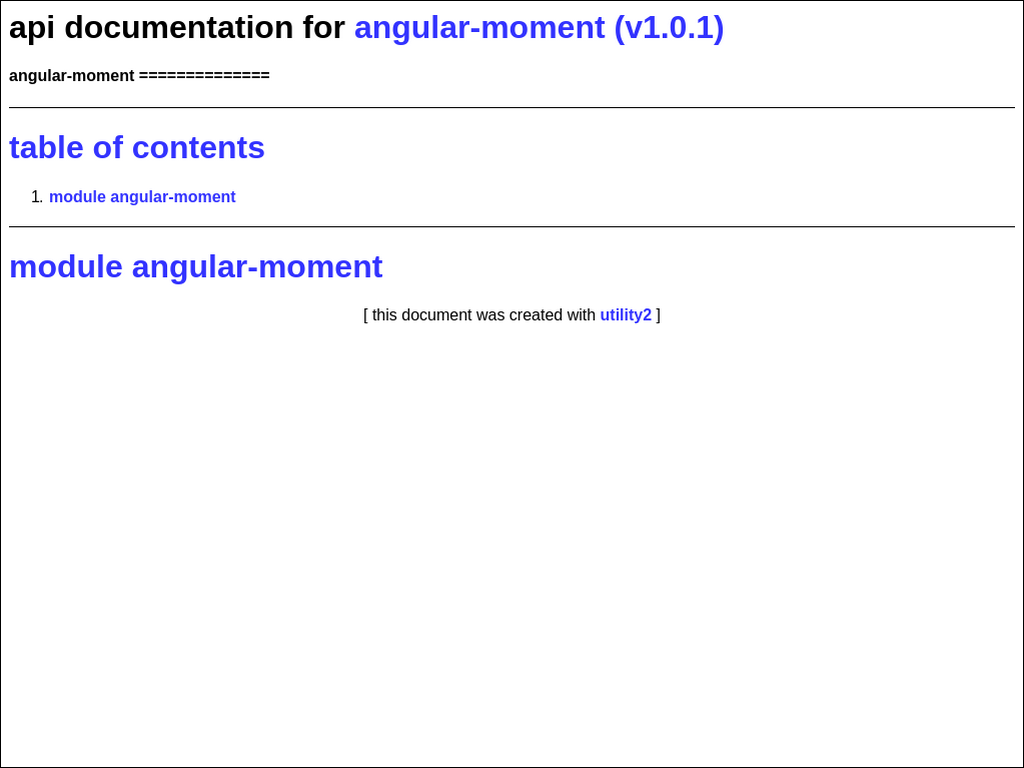 api documentation for angular-moment (v1.0.1)
angular-moment ==============
table of contents
1. module angular-moment
module angular-moment
[ this document was created with utility2 ]